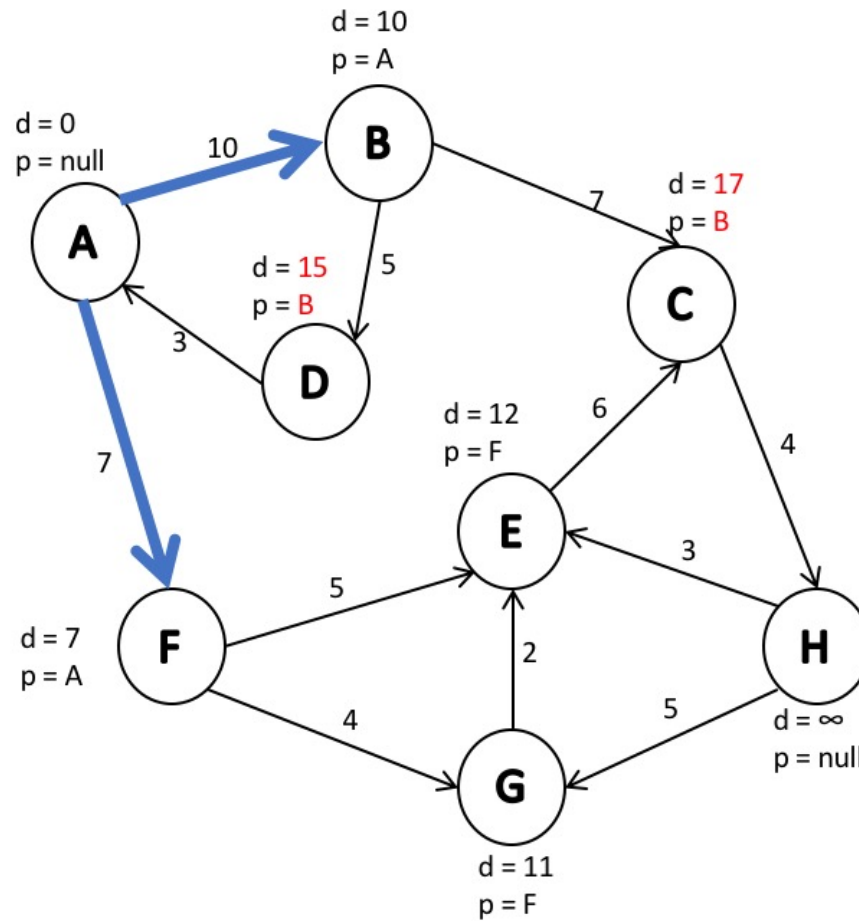 d = 10
p = A
B
d = 0
p = null
10
A
7
d = 17
p = B
C
d = 15
p = B
5
3
D
6
4
d = 12
p = F
E
7
3
5
2
F
d = 7
p = A
H
4
5
d = ∞
p = null
G
d = 11
p = F